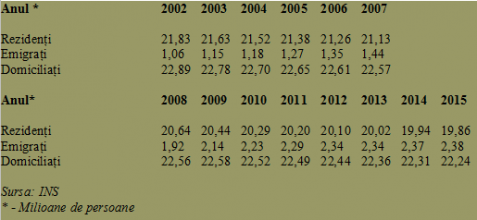 Anul * 2002 2003 2004 2005 2006 2007
Rezidenți 21,83 21,63 21,52 21,38 21,26 21,13
Emigrați 1,06 1,15 1,18 1,27 1,35 1,44
Domiciliați 22,89 22,78 22,70 22,65 22,61 22,57
Anul* 2008 2009 2010 2011 2012 2013 2014 2015
Rezidenți 20,64 20,44 20,29 20,20 20,10 20,02 19,94 19,86
Emigrați 1,92 2,14 2,23 2,29 2,34 2,34 2,37 2,38
Domiciliați 22,56 22,58 22,52 22,49 22,44 22,36 22,31 22,24
Sursa: INS
* - Milioane de persoane